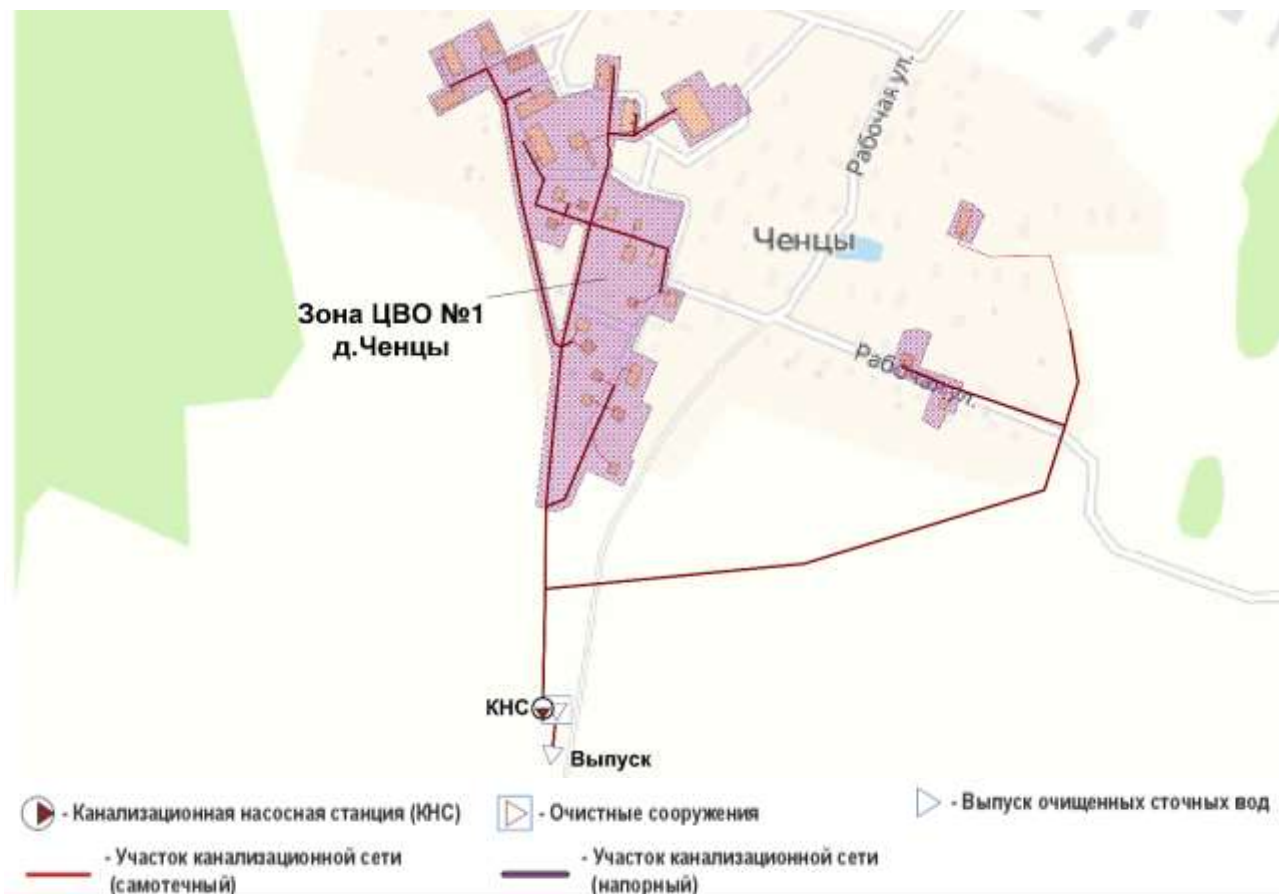 Рабочая ул.
Ченцы
Зона ЦВО №1
д.Ченцы
Рабочая ул.
КНС
Выпуск
- Канализационная насосная станция (КНС)
- Очистные сооружения
- Выпуск очищенных сточных вод
- Участок канализационной сети
(самотечный)
- Участок канализационной сети
(напорный)